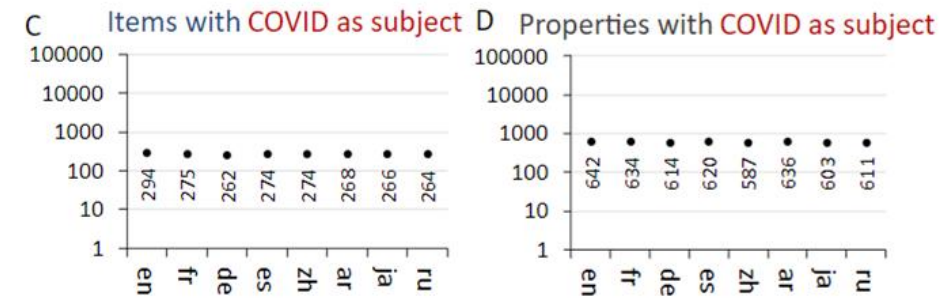 C Items with COVID as subject
100000
10000
1000
100
10
1
294 275 262 274 274 268 266 264
en fr de es zh ar ja ru
D Properties with COVID as subject
100000
10000
1000
100
10
1
642 634 614 620 587 636 603 611
en fr de es zh ar ja ru